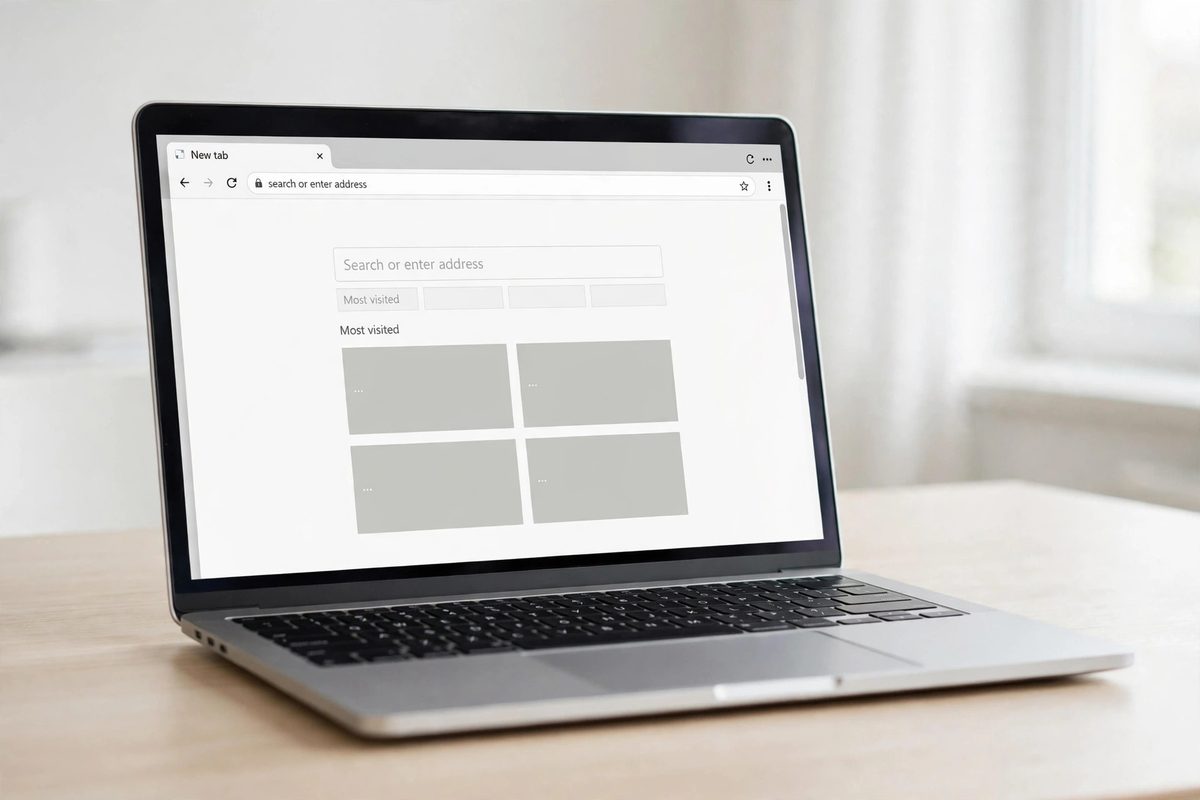 New tab
search or enter address
Search or enter address
Most visited
Most visited
...
...
...
...